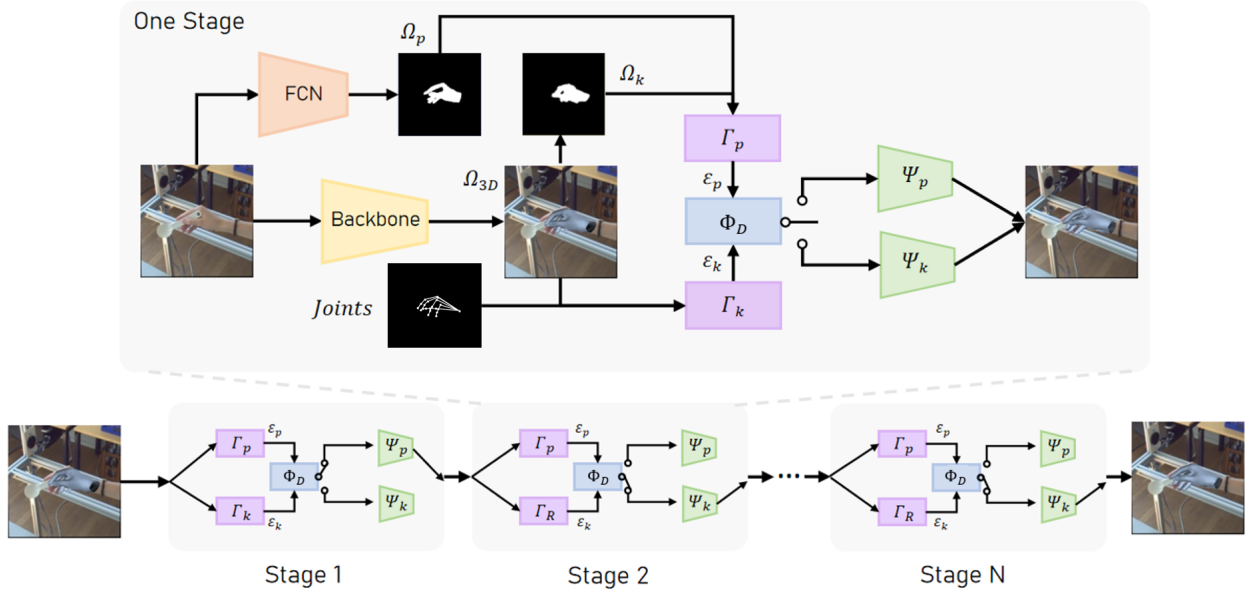 One Stage
Ω_p
Ω_k
FCN
Γ_p
ε_p
Ψ_p
Ω_3D
Backbone
Φ_D
ε_k
Ψ_k
Joints
Γ_k
Γ_p ε_p Ψ_p
Φ_D
Γ_k ε_k Ψ_k
Γ_p ε_p Ψ_p
Φ_D
Γ_R ε_k Ψ_k
...
Γ_p ε_p Ψ_p
Φ_D
Γ_R ε_k Ψ_k
Stage 1
Stage 2
Stage N